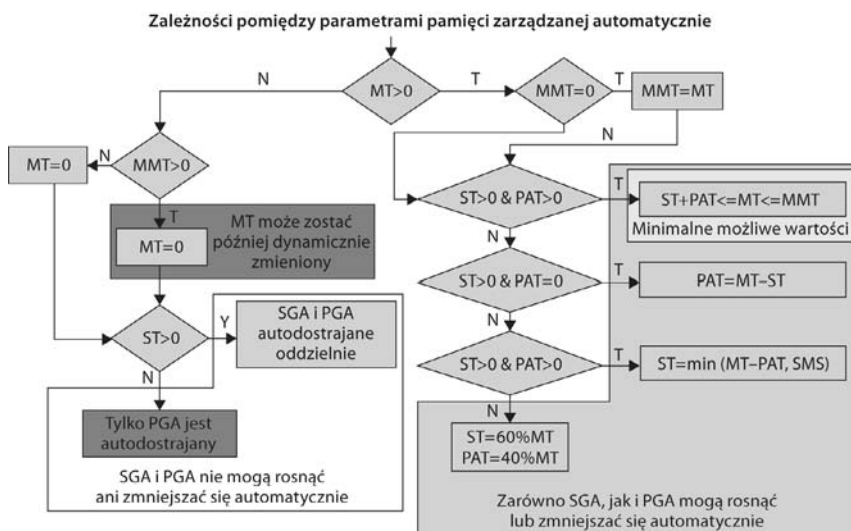 Zależności pomiędzy parametrami pamięci zarządzanej automatycznie
N
MT>0
T
MMT=0
T
MMT=MT
N
MT=0
N
MMT>0
T
MT=0
MT może zostać
później dynamicznie
zmieniony
ST>0 & PAT>0
T
ST+PAT<=MT<=MMT
Minimalne możliwe wartości
N
ST>0 & PAT=0
T
PAT=MT–ST
N
ST>0
Y
SGA i PGA
autodostrajane
oddzielnie
N
ST>0 & PAT>0
T
ST=min (MT–PAT, SMS)
N
Tylko PGA jest
autodostrajany
ST=60%MT
PAT=40%MT
SGA i PGA nie mogą rosnąć
ani zmniejszać się automatycznie
Zarówno SGA, jak i PGA mogą rosnąć
lub zmniejszać się automatycznie